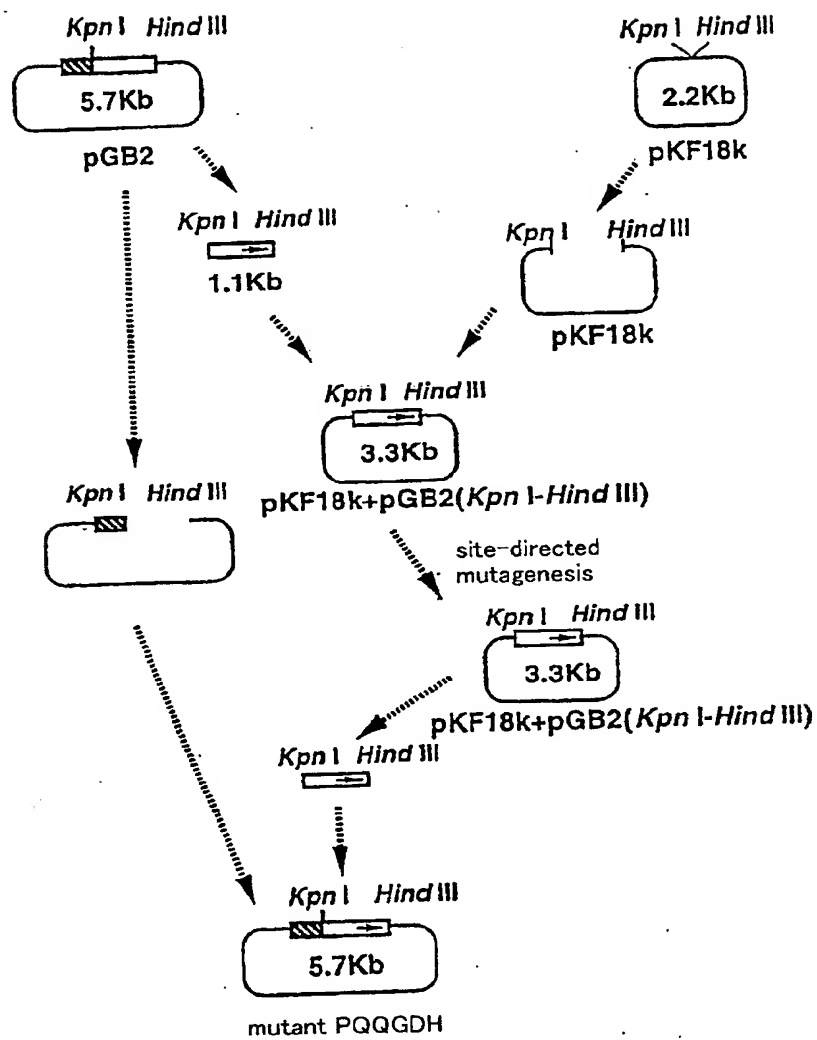 Kpn I Hind III
5.7Kb
pGB2
Kpn I Hind III
2.2Kb
pKF18k
Kpn I Hind III
1.1Kb
Kpn I Hind III
pKF18k
Kpn I Hind III
3.3Kb
pKF18k+pGB2(Kpn I-Hind III)
Kpn I Hind III
site-directed
mutagenesis
Kpn I Hind III
3.3Kb
pKF18k+pGB2(Kpn I-Hind III)
Kpn I Hind III
Kpn I Hind III
5.7Kb
mutant PQQGDH